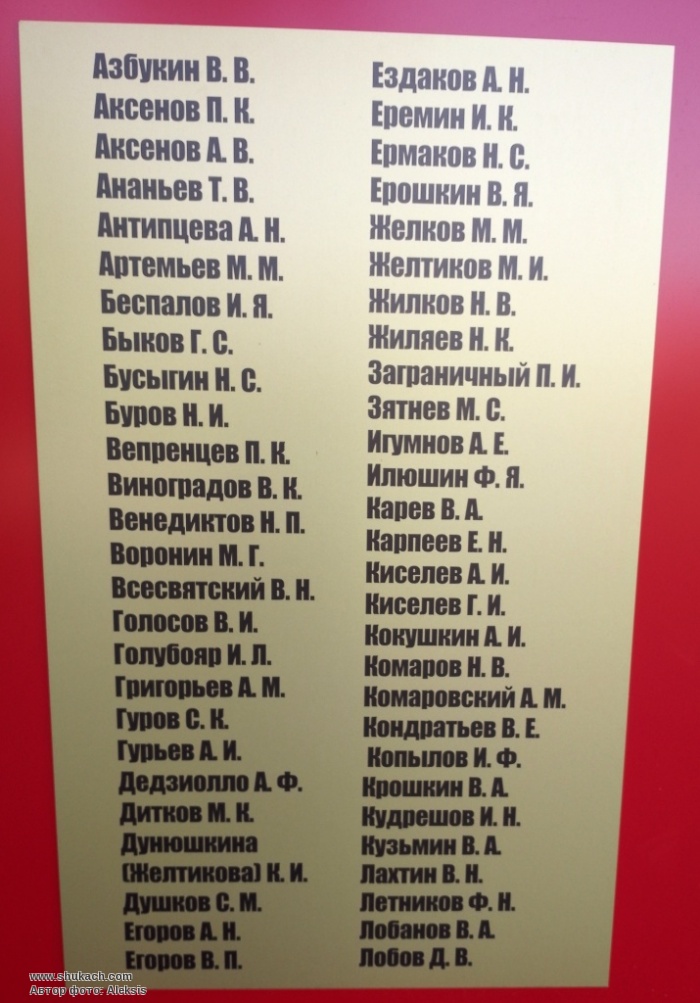 Азбукин В. В.
Аксенов П. К.
Аксенов А. В.
Ананьев Т. В.
Антипцева А. Н.
Артемьев М. М.
Беспалов И. Я.
Быков Г. С.
Бусыгин Н. С.
Буров Н. И.
Вепренцев П. К.
Виноградов В. К.
Венедиктов Н. П.
Воронин М. Г.
Всесвятский В. Н.
Голосов В. И.
Голубояр И. Л.
Григорьев А. М.
Гуров С. К.
Гурьев А. И.
Дедзиолло А. Ф.
Дитков М. К.
Дунюшкина
(Желтикова) К. И.
Душков С. М.
Егоров А. Н.
Егоров В. П.
Ездаков А. Н.
Еремин И. К.
Ермаков Н. С.
Ерошкин В. Я.
Желков М. М.
Желтиков М. И.
Жилков Н. В.
Жиляев Н. К.
Заграничный П. И.
Зятнев М. С.
Игумнов А. Е.
Илюшин Ф. Я.
Карев В. А.
Карпеев Е. Н.
Киселев А. И.
Киселев Г. И.
Кокушкин А. И.
Комаров Н. В.
Комаровский А. М.
Кондратьев В. Е.
Копылов И. Ф.
Крошкин В. А.
Кудрешов И. Н.
Кузьмин В. А.
Лахтин В. Н.
Летников Ф. Н.
Лобанов В. А.
Лобов Д. В.
www.shukach.com
Автор фото: Aleksis